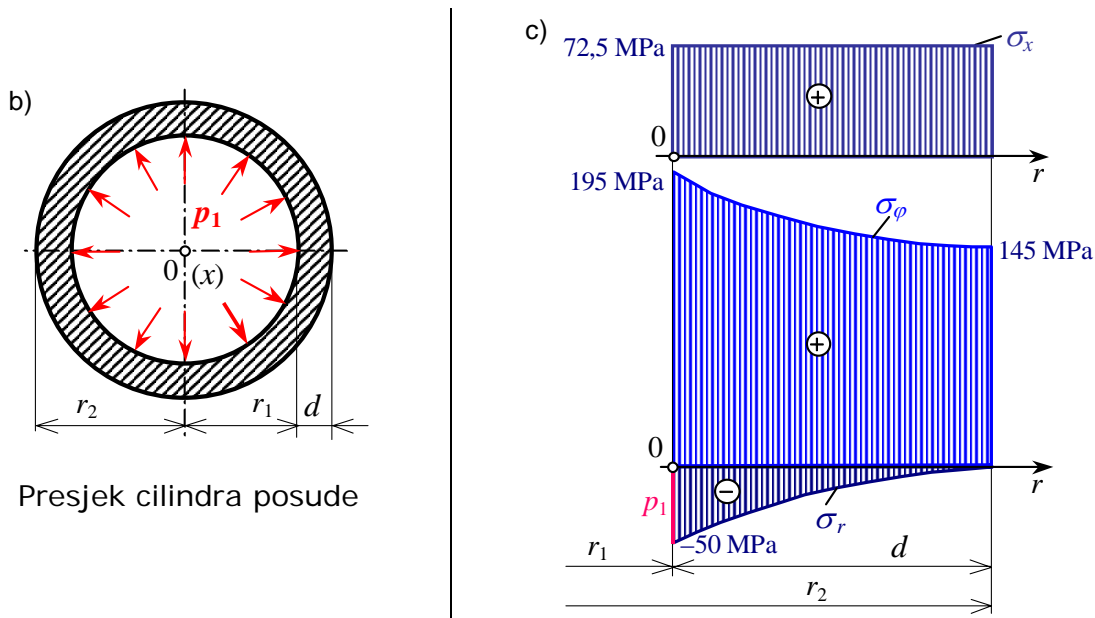 b)
p₁
0
(x)
r₂
r₁
d
Presjek cilindra posude
c)
72,5 MPa
σₓ
+
0
r
195 MPa
σφ
145 MPa
+
0
r
p₁
−
σᵣ
–50 MPa
r₁
d
r₂